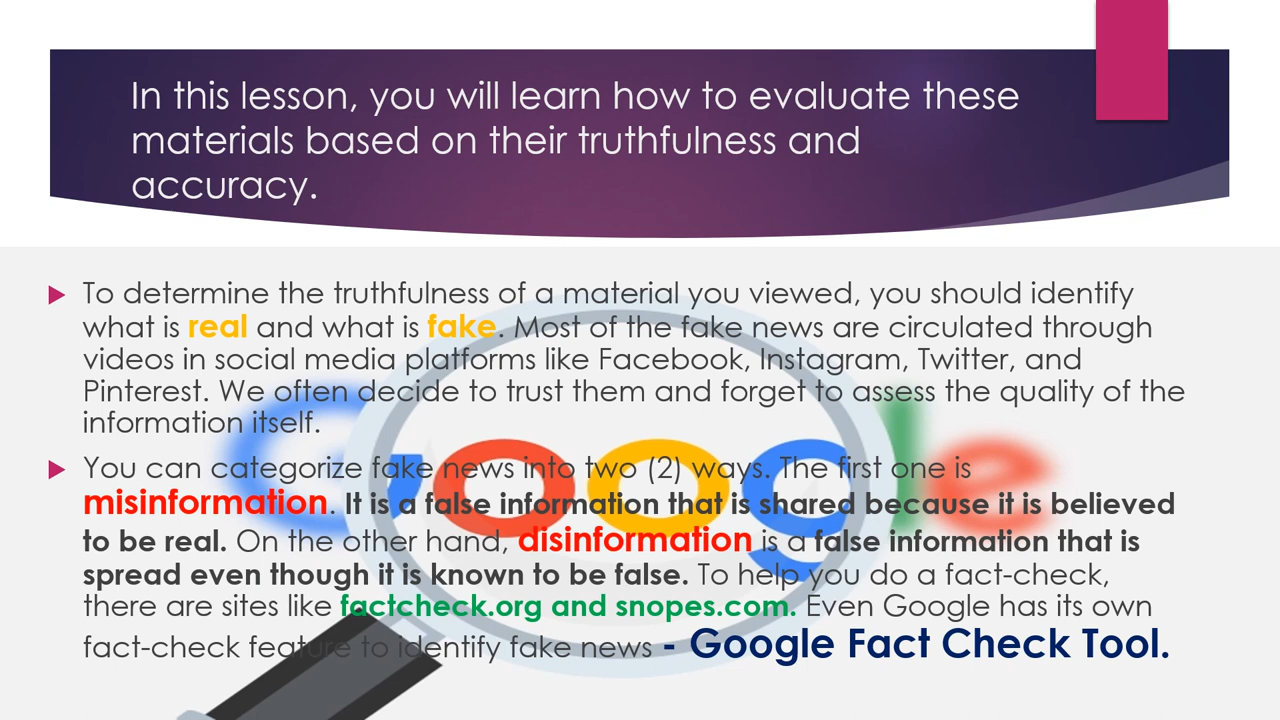 In this lesson, you will learn how to evaluate these
materials based on their truthfulness and
accuracy.
To determine the truthfulness of a material you viewed, you should identify
what is real and what is fake. Most of the fake news are circulated through
videos in social media platforms like Facebook, Instagram, Twitter, and
Pinterest. We often decide to trust them and forget to assess the quality of the
information itself.
You can categorize fake news into two (2) ways. The first one is
misinformation. It is a false information that is shared because it is believed
to be real. On the other hand, disinformation is a false information that is
spread even though it is known to be false. To help you do a fact-check,
there are sites like factcheck.org and snopes.com. Even Google has its own
fact-check feature to identify fake news - Google Fact Check Tool.
Google